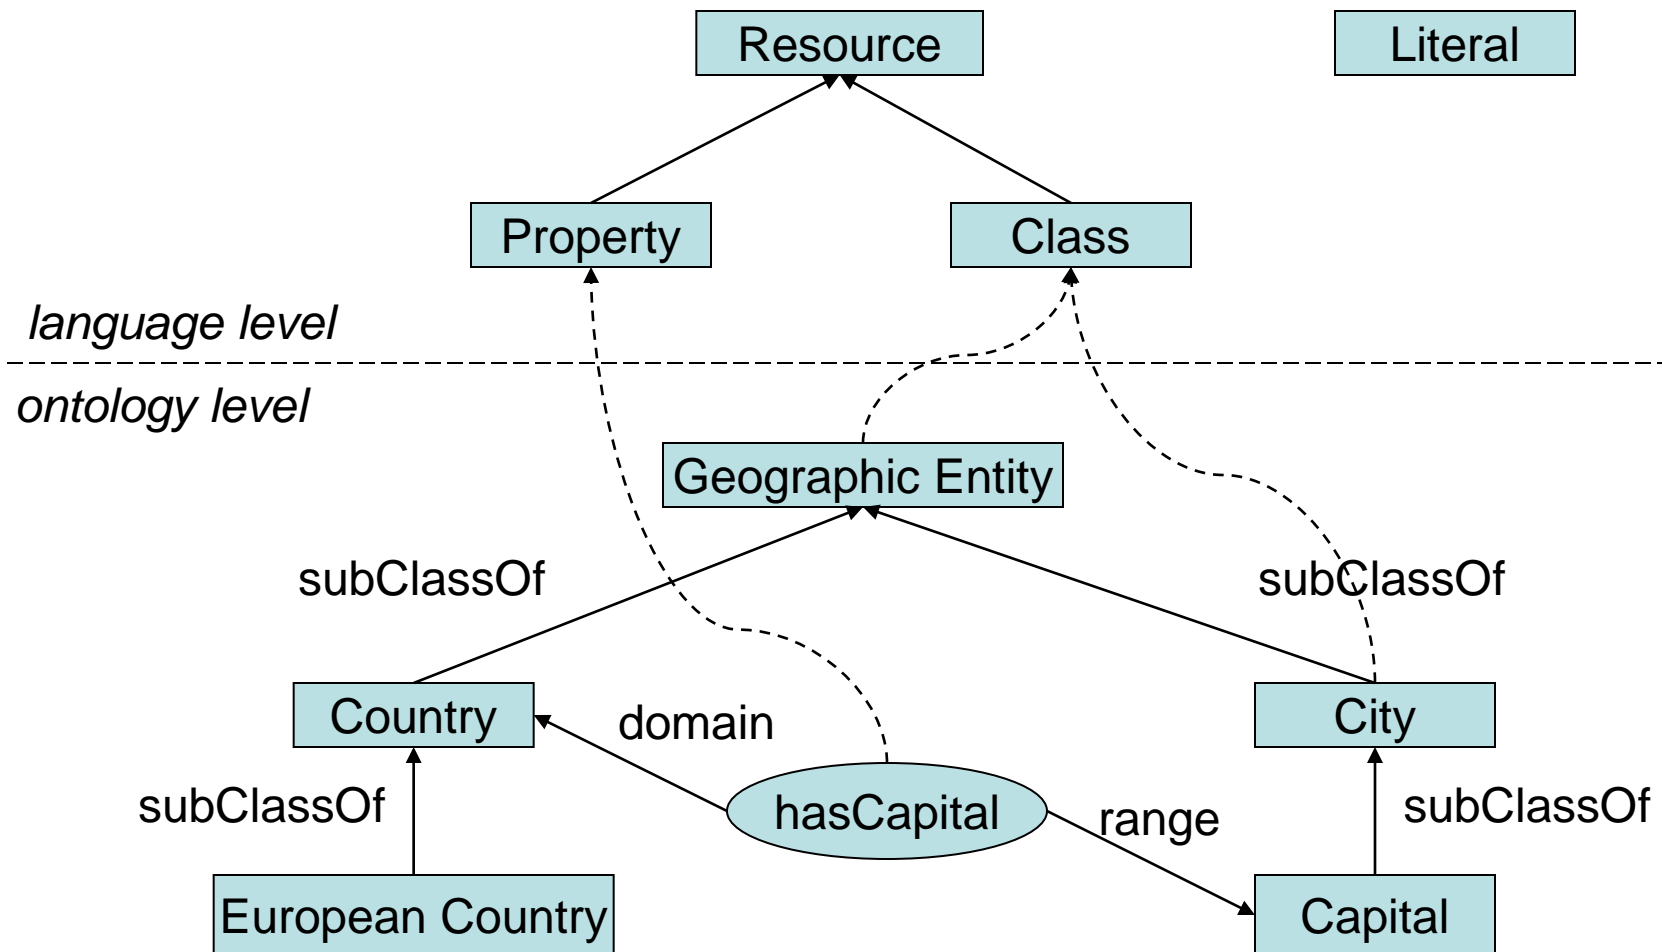 Resource
Literal
Property
Class
language level
ontology level
Geographic Entity
subClassOf
subClassOf
Country
domain
City
subClassOf
hasCapital
range
subClassOf
European Country
Capital